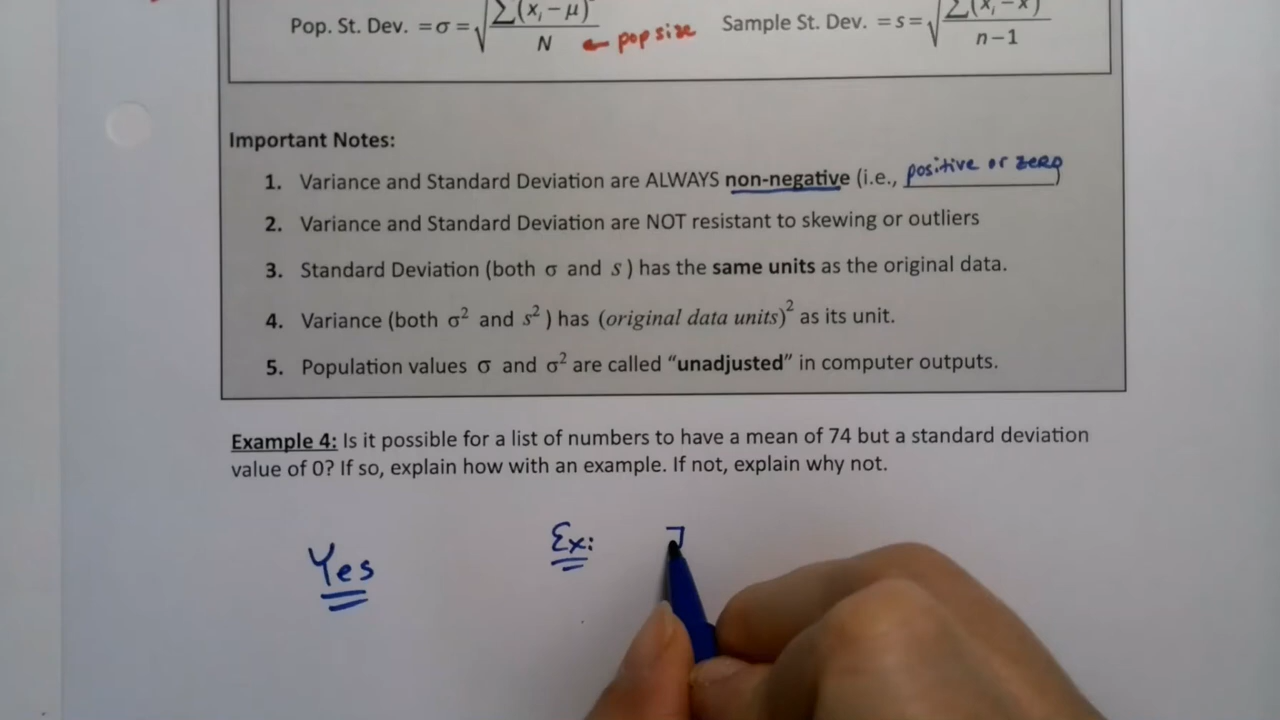 Pop. St. Dev. = σ = √ ∑(xᵢ − μ)² / N ← pop size Sample St. Dev. = s = √ ∑(xᵢ − x̄)² / n−1
Important Notes:
1. Variance and Standard Deviation are ALWAYS non-negative (i.e., positive or zero
2. Variance and Standard Deviation are NOT resistant to skewing or outliers
3. Standard Deviation (both σ and s ) has the same units as the original data.
4. Variance (both σ² and s² ) has (original data units)² as its unit.
5. Population values σ and σ² are called “unadjusted” in computer outputs.
Example 4: Is it possible for a list of numbers to have a mean of 74 but a standard deviation
value of 0? If so, explain how with an example. If not, explain why not.
Yes Ex: 7